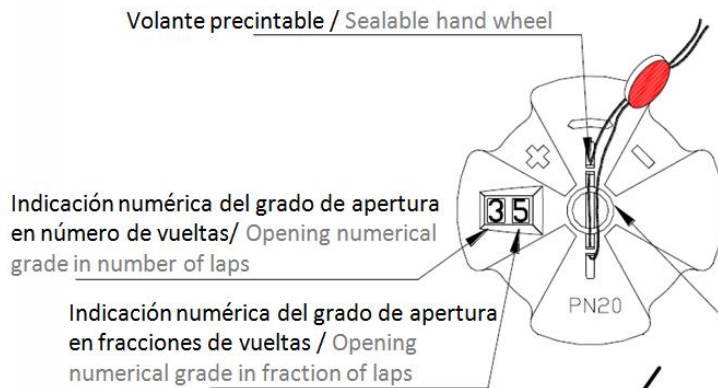 Volante precintable / Sealable hand wheel
Indicación numérica del grado de apertura
en número de vueltas/ Opening numerical
grade in number of laps
35
Indicación numérica del grado de apertura
en fracciones de vueltas / Opening
numerical grade in fraction of laps
PN20